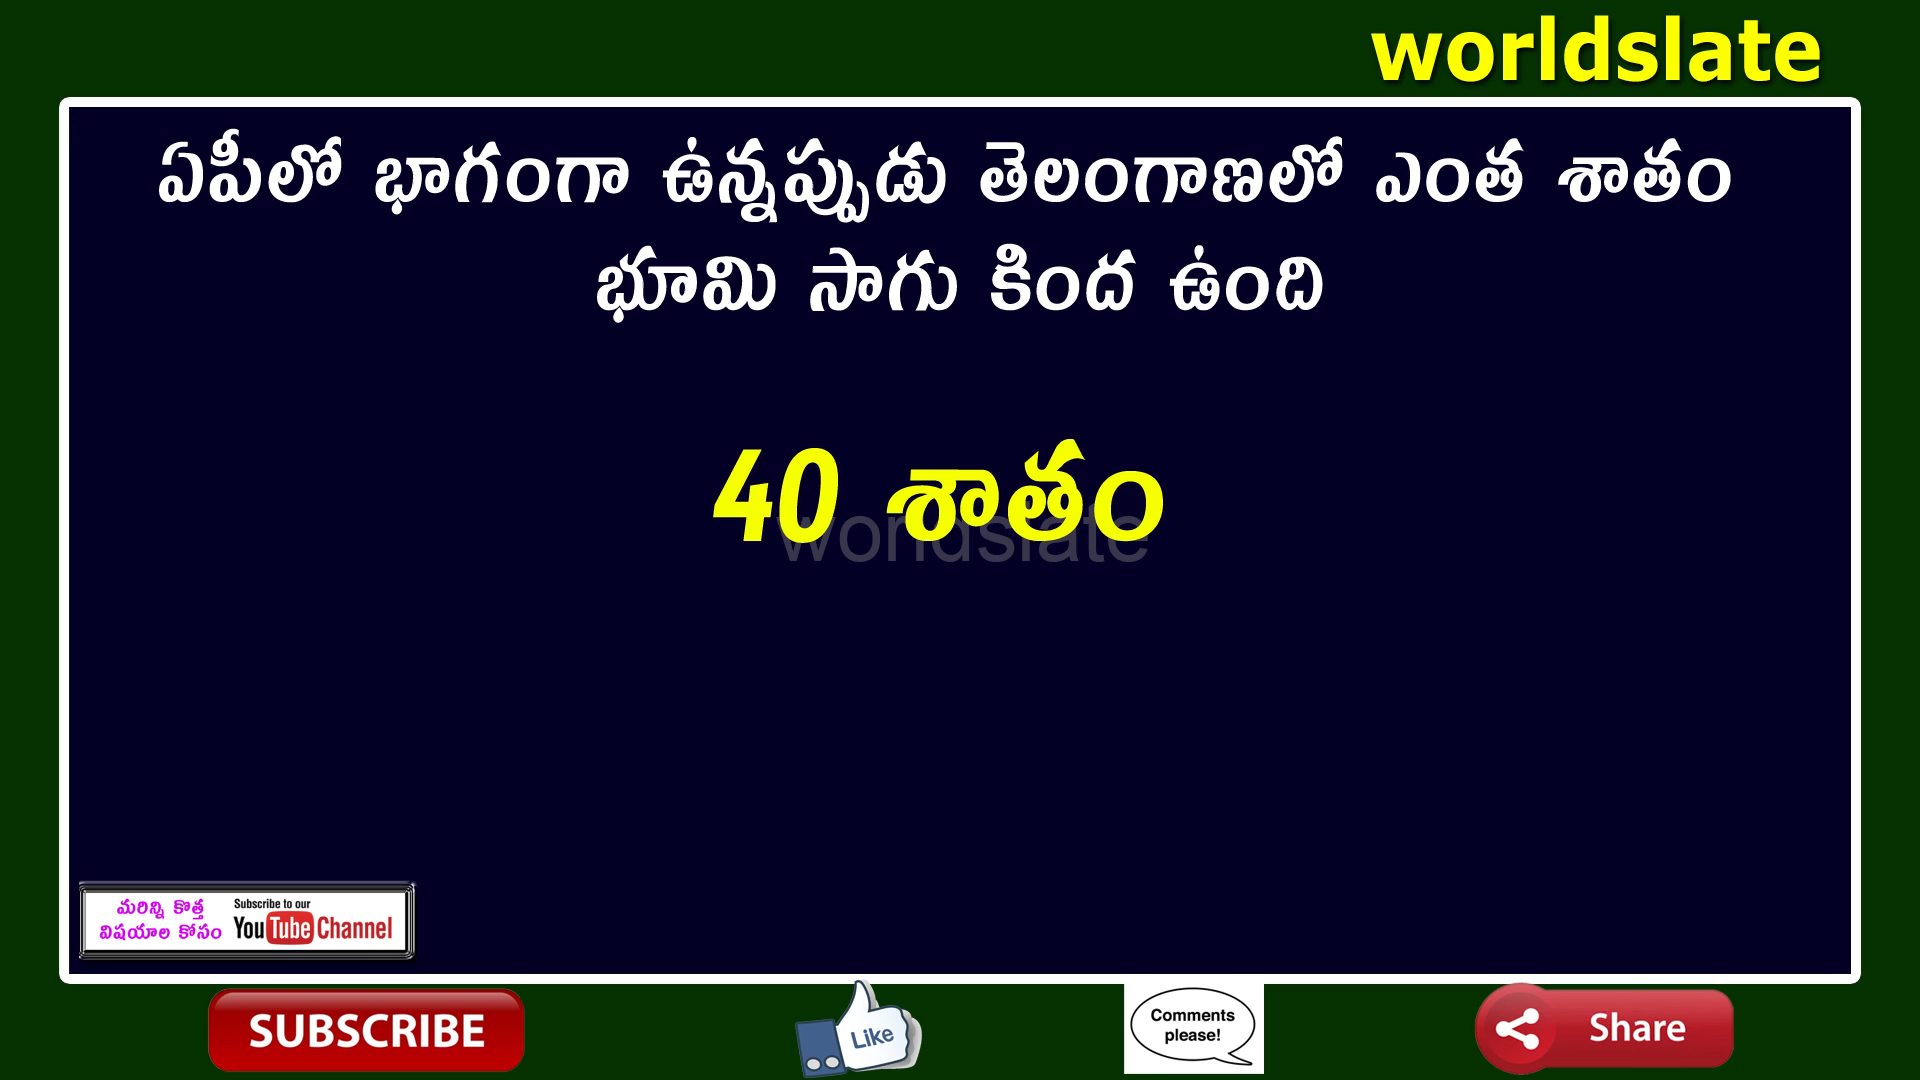 worldslate
ఏపీలో భాగంగా ఉన్నప్పుడు తెలంగాణలో ఎంత శాతం
భూమి సాగు కింద ఉంది
40 శాతం
worldslate
మరిన్ని కొత్త
విషయాల కోసం
Subscribe to our
YouTube Channel
SUBSCRIBE
Like
Comments
please!
Share